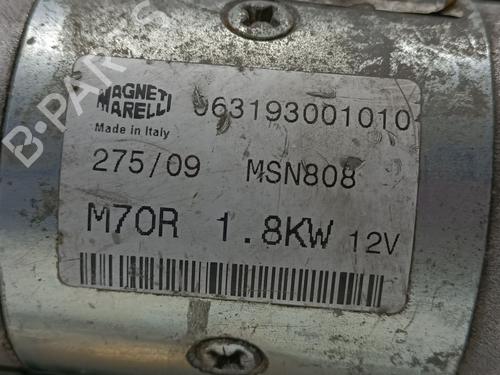 MAGNETI
MARELLI
063193001010
Made in Italy
275/09 MSN808
M70R 1.8KW 12V
B-PARTS